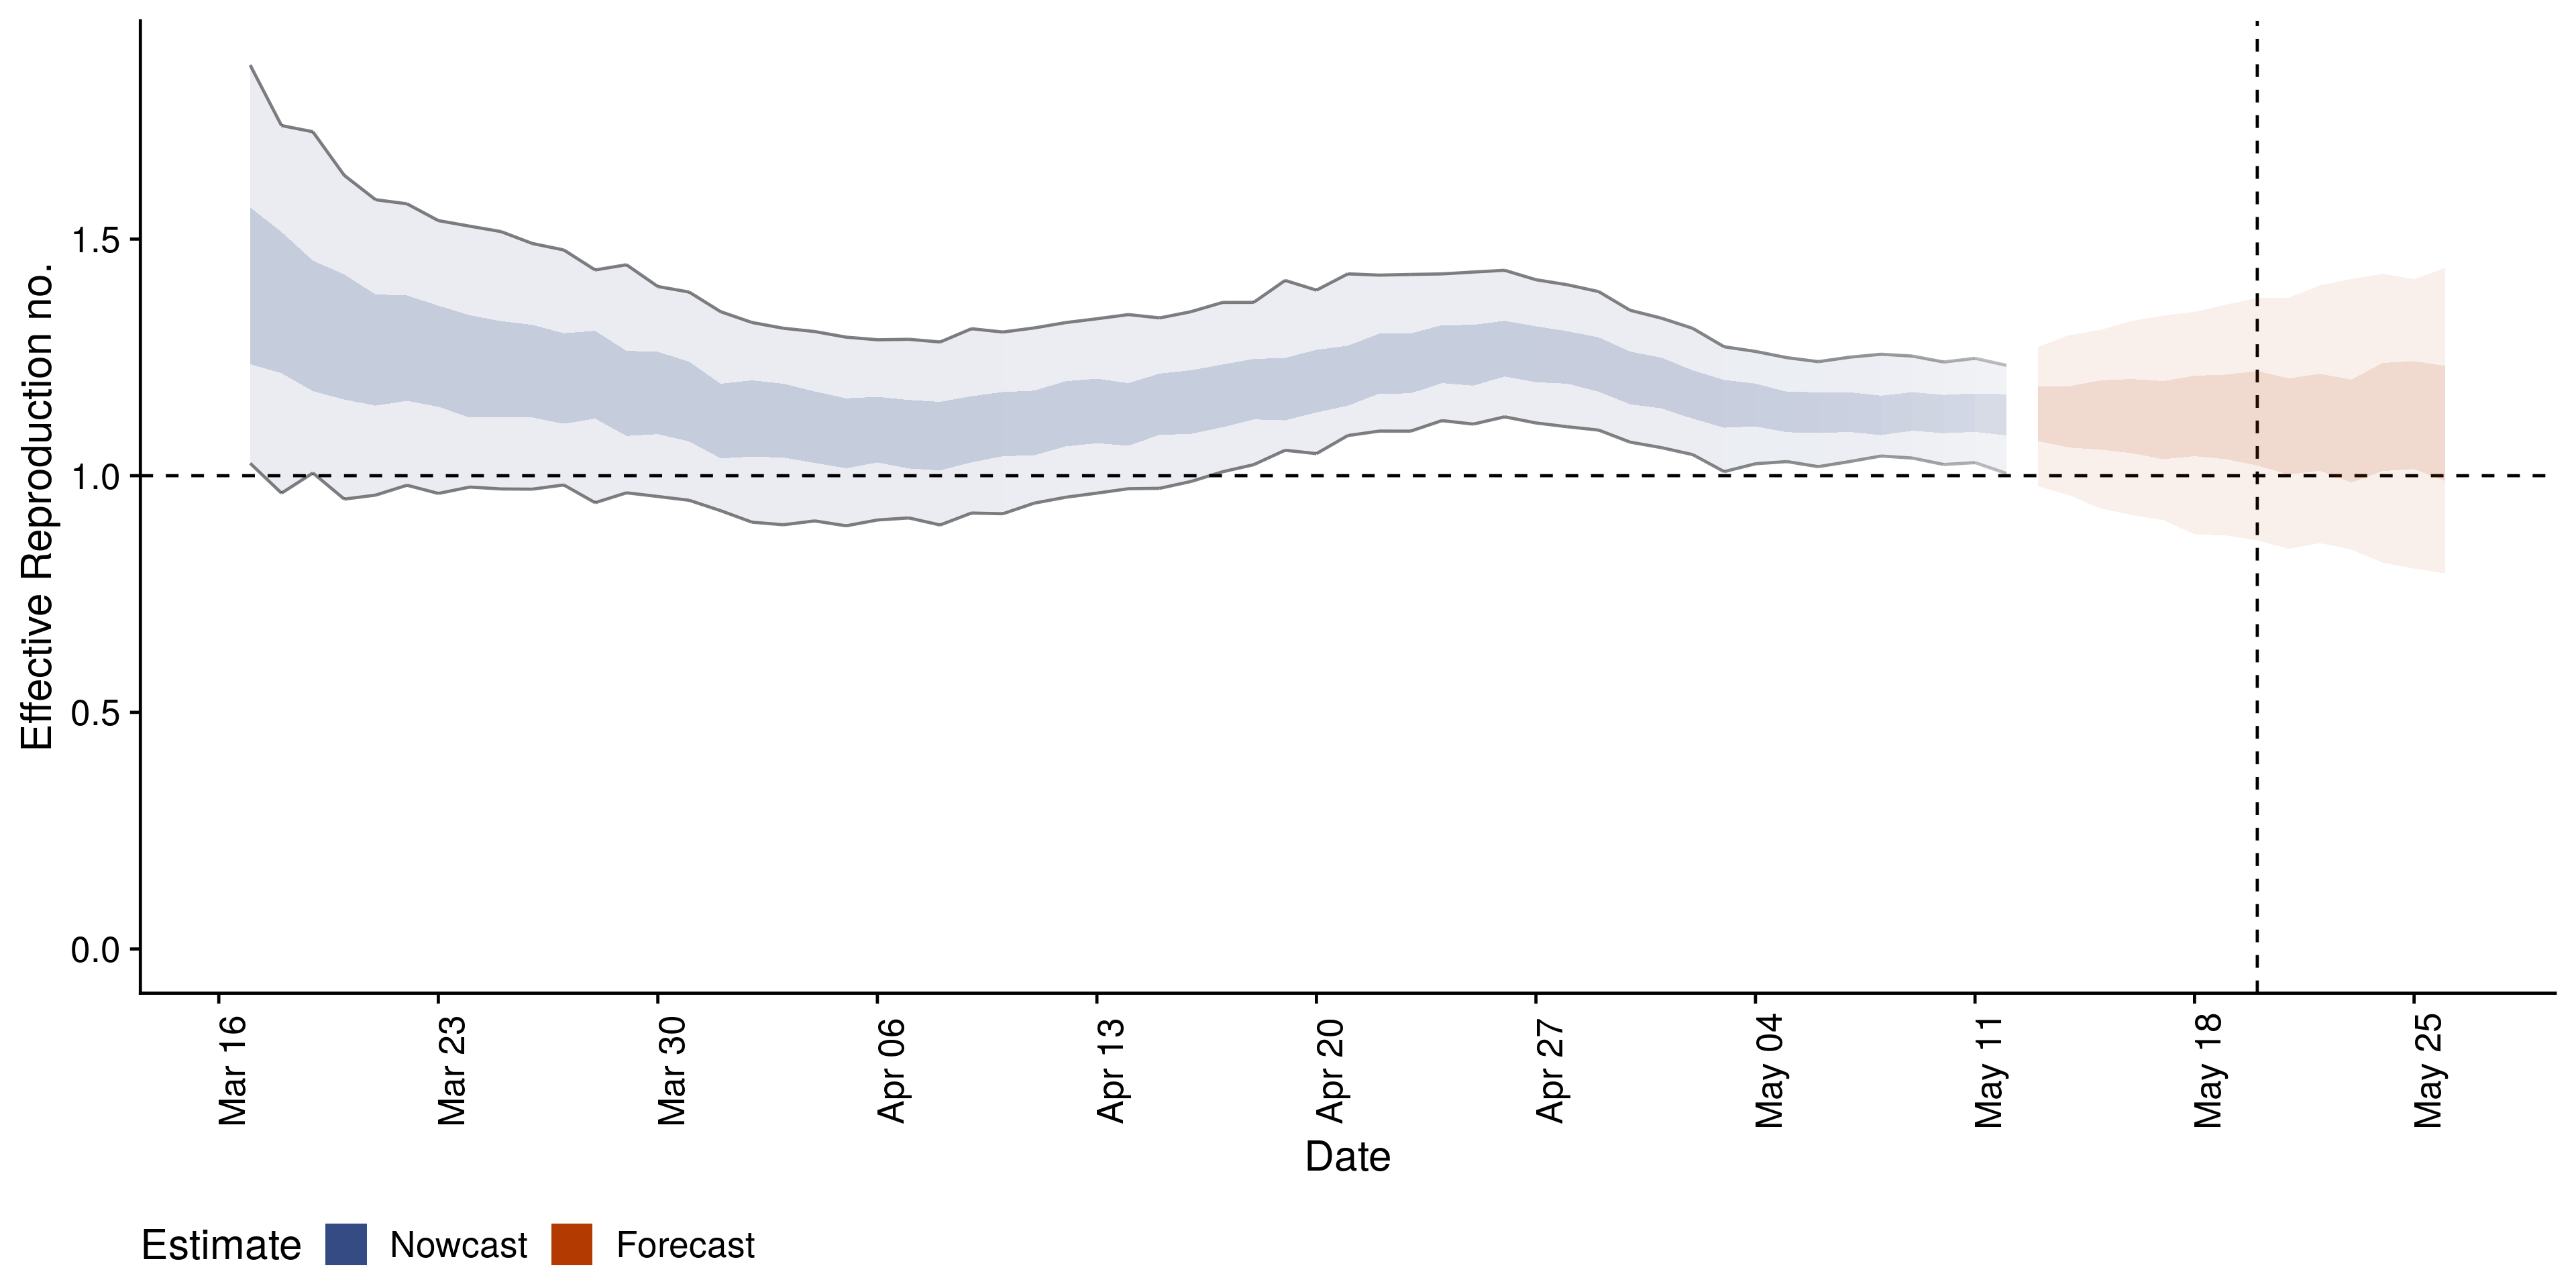 Effective Reproduction no.
1.5
1.0
0.5
0.0
Mar 16
Mar 23
Mar 30
Apr 06
Apr 13
Apr 20
Apr 27
May 04
May 11
May 18
May 25
Date
Estimate Nowcast Forecast